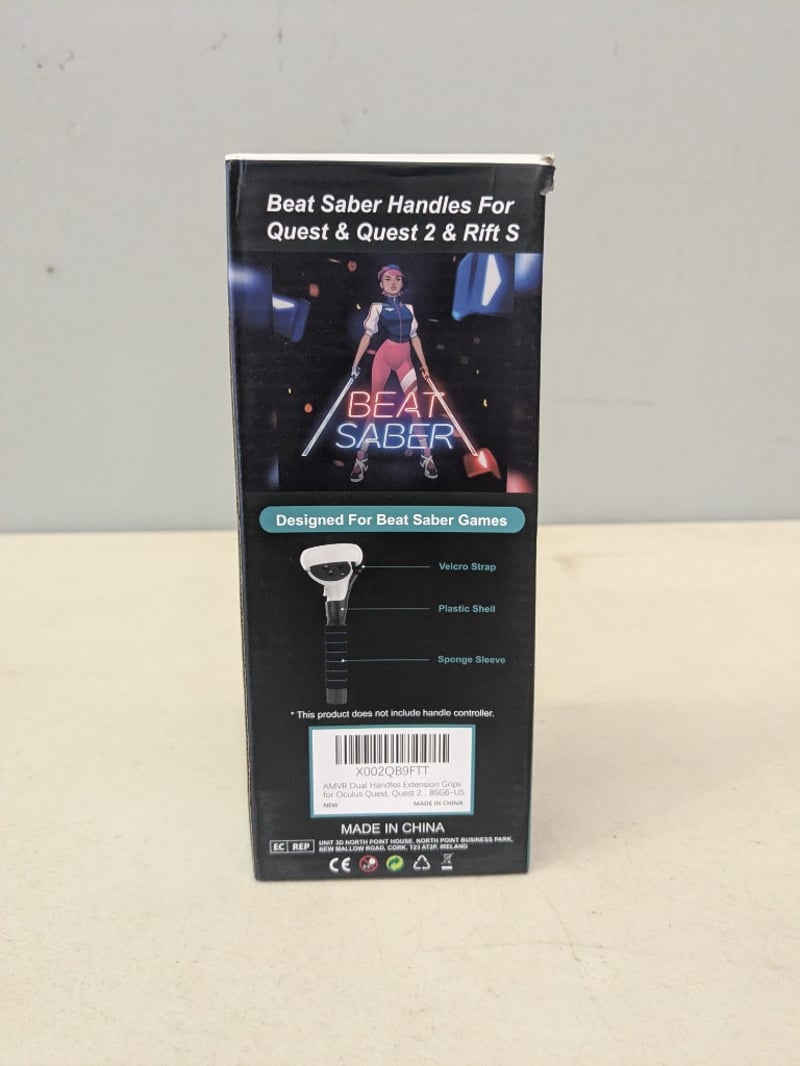 Beat Saber Handles For
Quest & Quest 2 & Rift S
BEAT
SABER
Designed For Beat Saber Games
Velcro Strap
Plastic Shell
Sponge Sleeve
* This product does not include handle controller.
X002QB9FTT
AMVR Dual Handles Extension Grips
for Oculus Quest, Quest 2... BSG6-US
NEW MADE IN CHINA
MADE IN CHINA
EC REP UNIT 3D NORTH POINT HOUSE, NORTH POINT BUSINESS PARK,
NEW MALLOW ROAD, CORK, T23 AT2P, IRELAND
CE